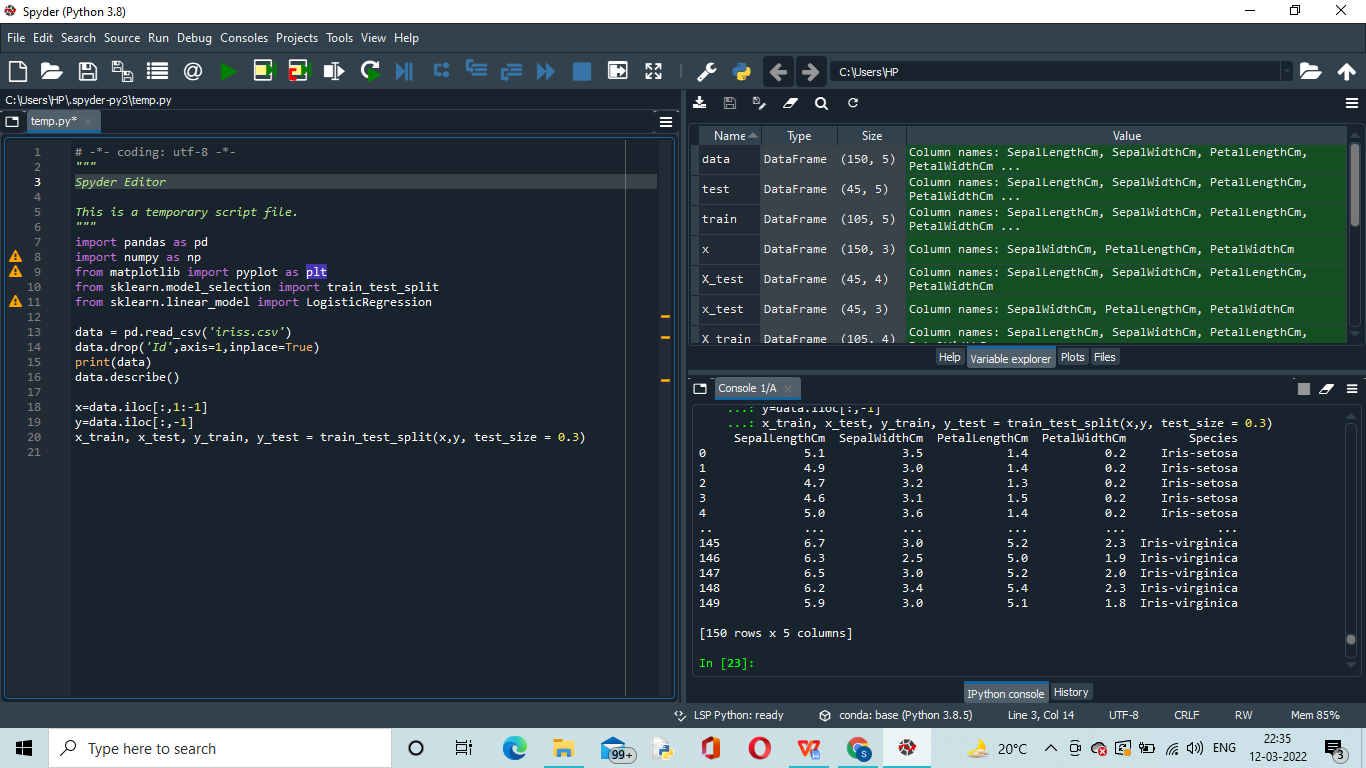 Spyder (Python 3.8)
File Edit Search Source Run Debug Consoles Projects Tools View Help
C:\Users\HP
C:\Users\HP\.spyder-py3\temp.py
temp.py*
1 # -*- coding: utf-8 -*-
2 """
3 Spyder Editor
4
5 This is a temporary script file.
6 """
7 import pandas as pd
8 import numpy as np
9 from matplotlib import pyplot as plt
10 from sklearn.model_selection import train_test_split
11 from sklearn.linear_model import LogisticRegression
12
13 data = pd.read_csv('iriss.csv')
14 data.drop('Id',axis=1,inplace=True)
15 print(data)
16 data.describe()
17
18 x=data.iloc[:,1:-1]
19 y=data.iloc[:,-1]
20 x_train, x_test, y_train, y_test = train_test_split(x,y, test_size = 0.3)
21
Name Type Size Value
data DataFrame (150, 5) Column names: SepalLengthCm, SepalWidthCm, PetalLengthCm,
PetalWidthCm ...
test DataFrame (45, 5) Column names: SepalLengthCm, SepalWidthCm, PetalLengthCm,
PetalWidthCm ...
train DataFrame (105, 5) Column names: SepalLengthCm, SepalWidthCm, PetalLengthCm,
PetalWidthCm ...
x DataFrame (150, 3) Column names: SepalWidthCm, PetalLengthCm, PetalWidthCm
X_test DataFrame (45, 4) Column names: SepalLengthCm, SepalWidthCm, PetalLengthCm,
PetalWidthCm
x_test DataFrame (45, 3) Column names: SepalWidthCm, PetalLengthCm, PetalWidthCm
X_train DataFrame (105, 4) Column names: SepalLengthCm, SepalWidthCm, PetalLengthCm,
Help Variable explorer Plots Files
Console 1/A
...: y=data.iloc[:,-1]
...: x_train, x_test, y_train, y_test = train_test_split(x,y, test_size = 0.3)
SepalLengthCm SepalWidthCm PetalLengthCm PetalWidthCm Species
0 5.1 3.5 1.4 0.2 Iris-setosa
1 4.9 3.0 1.4 0.2 Iris-setosa
2 4.7 3.2 1.3 0.2 Iris-setosa
3 4.6 3.1 1.5 0.2 Iris-setosa
4 5.0 3.6 1.4 0.2 Iris-setosa
.. ... ... ... ... ...
145 6.7 3.0 5.2 2.3 Iris-virginica
146 6.3 2.5 5.0 1.9 Iris-virginica
147 6.5 3.0 5.2 2.0 Iris-virginica
148 6.2 3.4 5.4 2.3 Iris-virginica
149 5.9 3.0 5.1 1.8 Iris-virginica
[150 rows x 5 columns]
In [23]:
IPython console History
LSP Python: ready conda: base (Python 3.8.5) Line 3, Col 14 UTF-8 CRLF RW Mem 85%
Type here to search
99+
S
20°C
ENG
22:35
12-03-2022
3